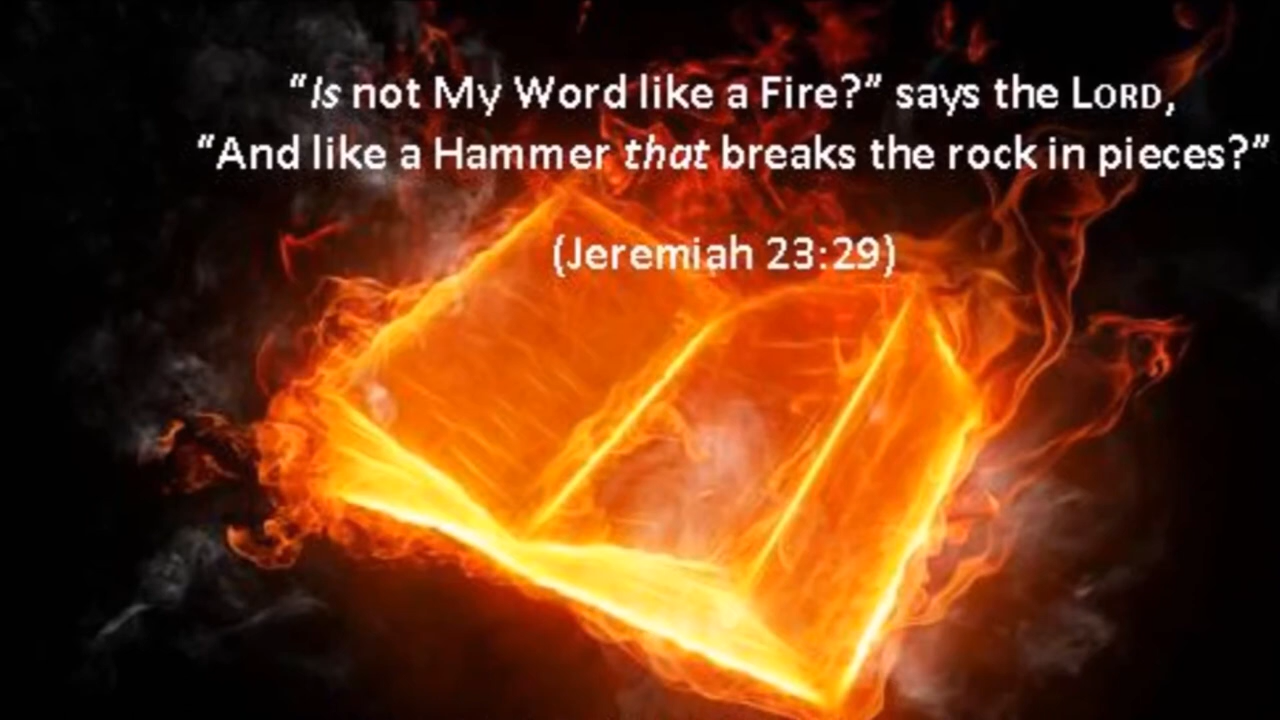 “Is not My Word like a Fire?” says the LORD,
“And like a Hammer that breaks the rock in pieces?”
(Jeremiah 23:29)